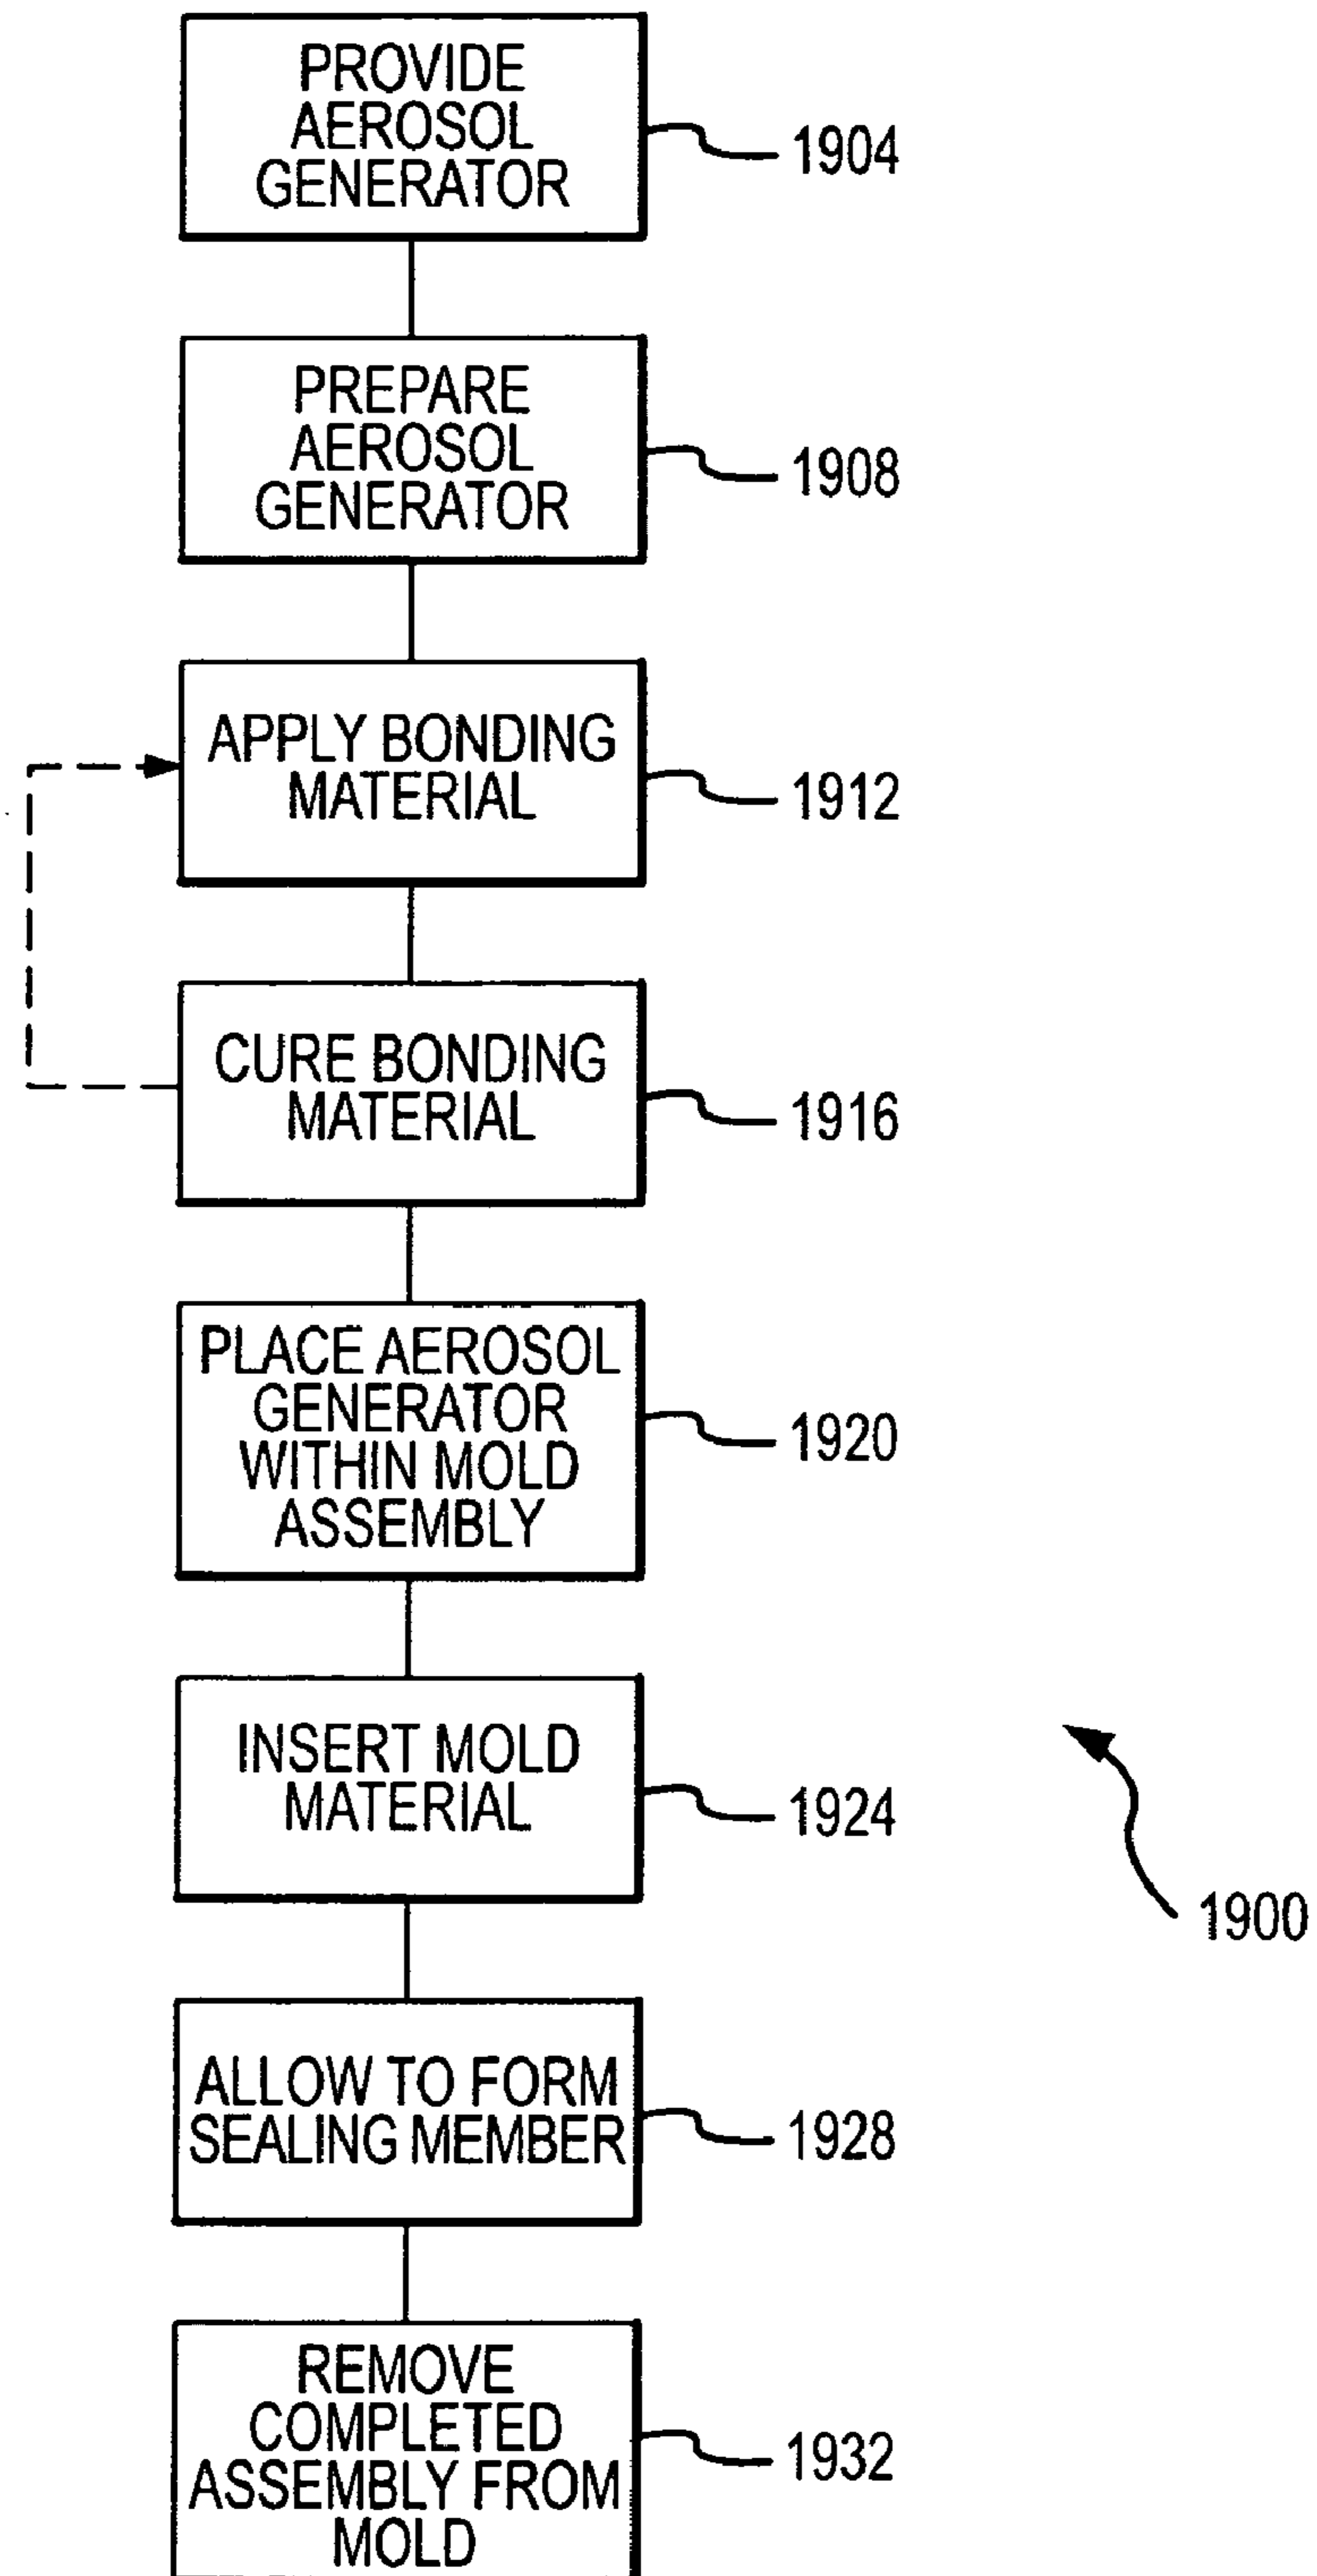 PROVIDE
AEROSOL
GENERATOR
1904
PREPARE
AEROSOL
GENERATOR
1908
APPLY BONDING
MATERIAL
1912
CURE BONDING
MATERIAL
1916
PLACE AEROSOL
GENERATOR
WITHIN MOLD
ASSEMBLY
1920
INSERT MOLD
MATERIAL
1924
1900
ALLOW TO FORM
SEALING MEMBER
1928
REMOVE
COMPLETED
ASSEMBLY FROM
MOLD
1932